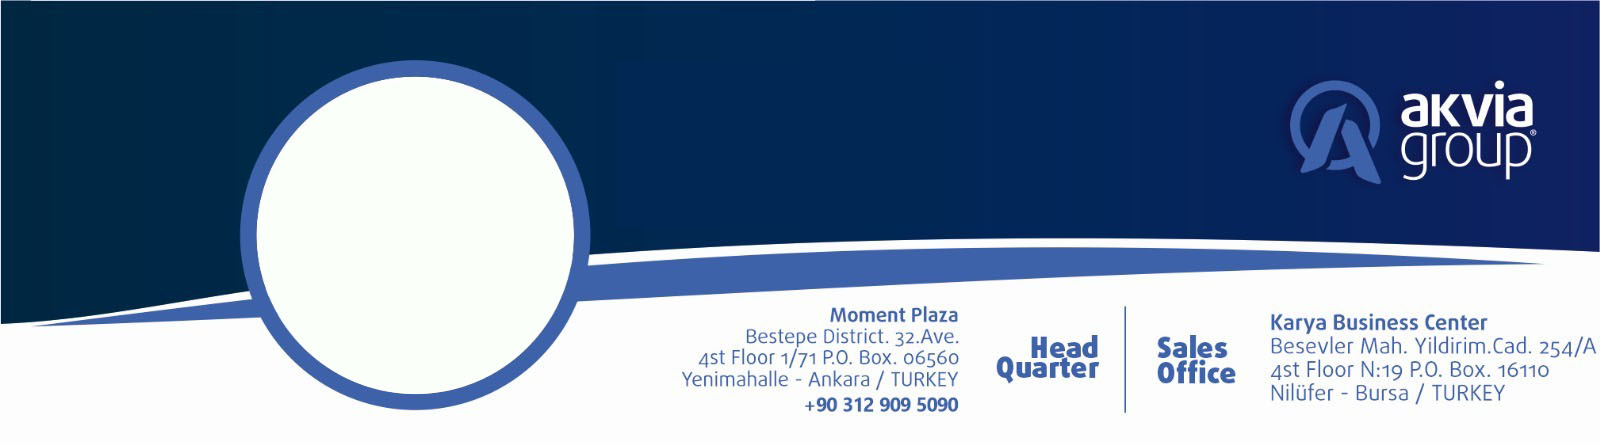 akvia
group®
Moment Plaza
Bestepe District. 32.Ave.
4st Floor 1/71 P.O. Box. 06560
Yenimahalle - Ankara / TURKEY
+90 312 909 5090
Head
Quarter
Sales
Office
Karya Business Center
Besevler Mah. Yildirim.Cad. 254/A
4st Floor N:19 P.O. Box. 16110
Nilüfer - Bursa / TURKEY